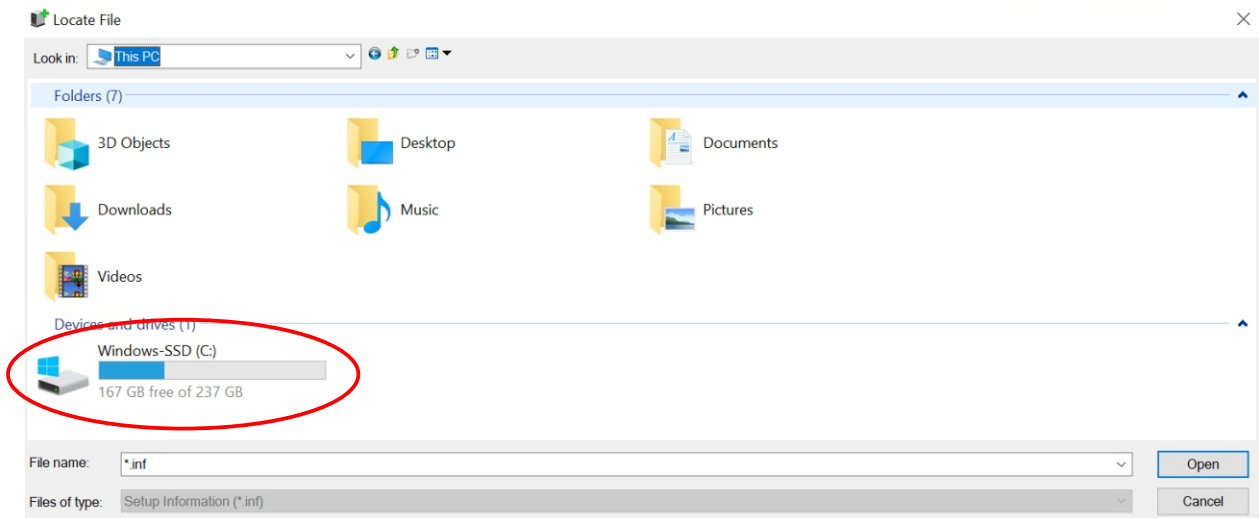 Locate File
Look in: This PC
Folders (7)
3D Objects
Desktop
Documents
Downloads
Music
Pictures
Videos
Devices and drives (1)
Windows-SSD (C:)
167 GB free of 237 GB
File name: *.inf
Open
Files of type: Setup Information (*.inf)
Cancel